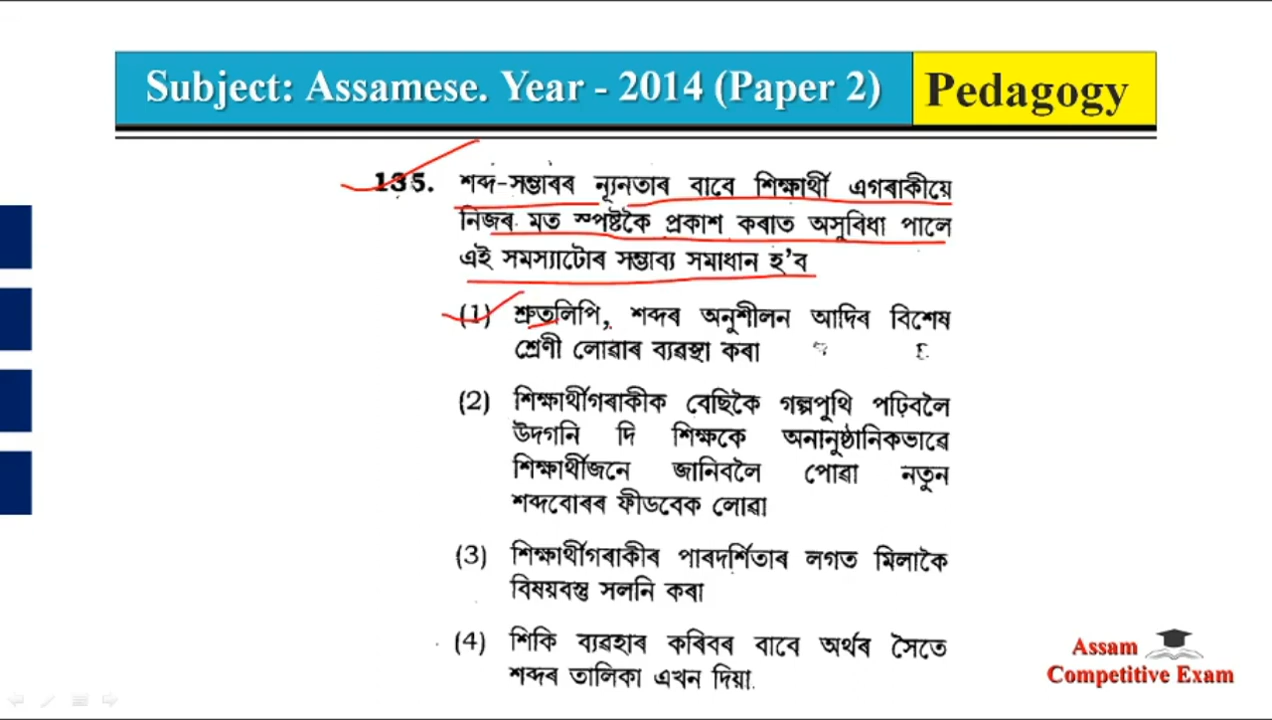 Subject: Assamese. Year - 2014 (Paper 2)
Pedagogy
135. শব্দ-সম্ভাৰৰ ন্যূনতাৰ বাবে শিক্ষাৰ্থী এগৰাকীয়ে
নিজৰ মত স্পষ্টকৈ প্ৰকাশ কৰাত অসুবিধা পালে
এই সমস্যাটোৰ সম্ভাব্য সমাধান হ’ব
(1) শ্ৰুতলিপি, শব্দৰ অনুশীলন আদিৰ বিশেষ
শ্ৰেণী লোৱাৰ ব্যৱস্থা কৰা
(2) শিক্ষাৰ্থীগৰাকীক বেছিকৈ গল্পপুথি পঢ়িবলৈ
উদগনি দি শিক্ষকে অনানুষ্ঠানিকভাৱে
শিক্ষাৰ্থীজনে জানিবলৈ পোৱা নতুন
শব্দবোৰৰ ফীডবেক লোৱা
(3) শিক্ষাৰ্থীগৰাকীৰ পাৰদৰ্শিতাৰ লগত মিলাকৈ
বিষয়বস্তু সলনি কৰা
(4) শিকি ব্যৱহাৰ কৰিবৰ বাবে অৰ্থৰ সৈতে
শব্দৰ তালিকা এখন দিয়া
Assam
Competitive Exam